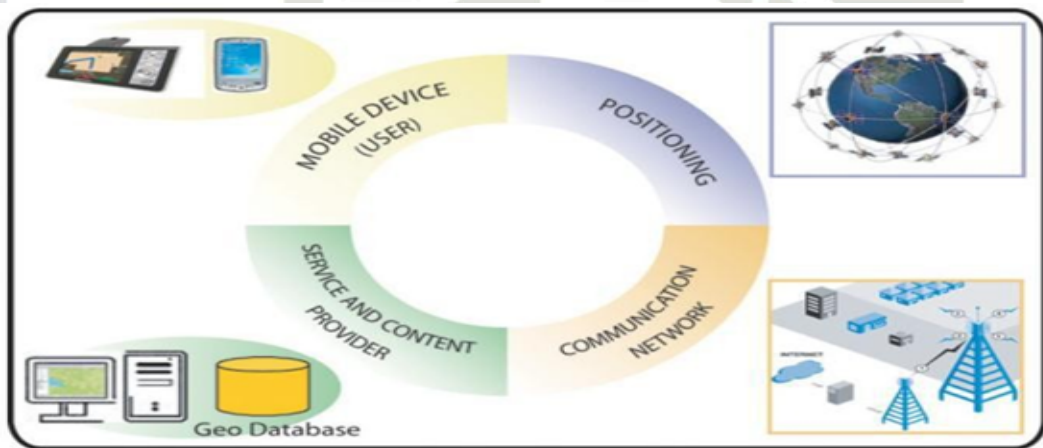 MOBILE DEVICE
(USER)
POSITIONING
SERVICE AND CONTENT
PROVIDER
COMMUNICATION
NETWORK
INTERNET
Geo Database